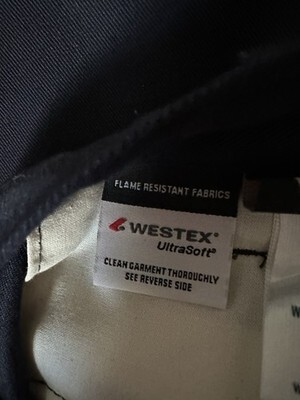 FLAME RESISTANT FABRICS
WESTEX®
UltraSoft®
CLEAN GARMENT THOROUGHLY
SEE REVERSE SIDE